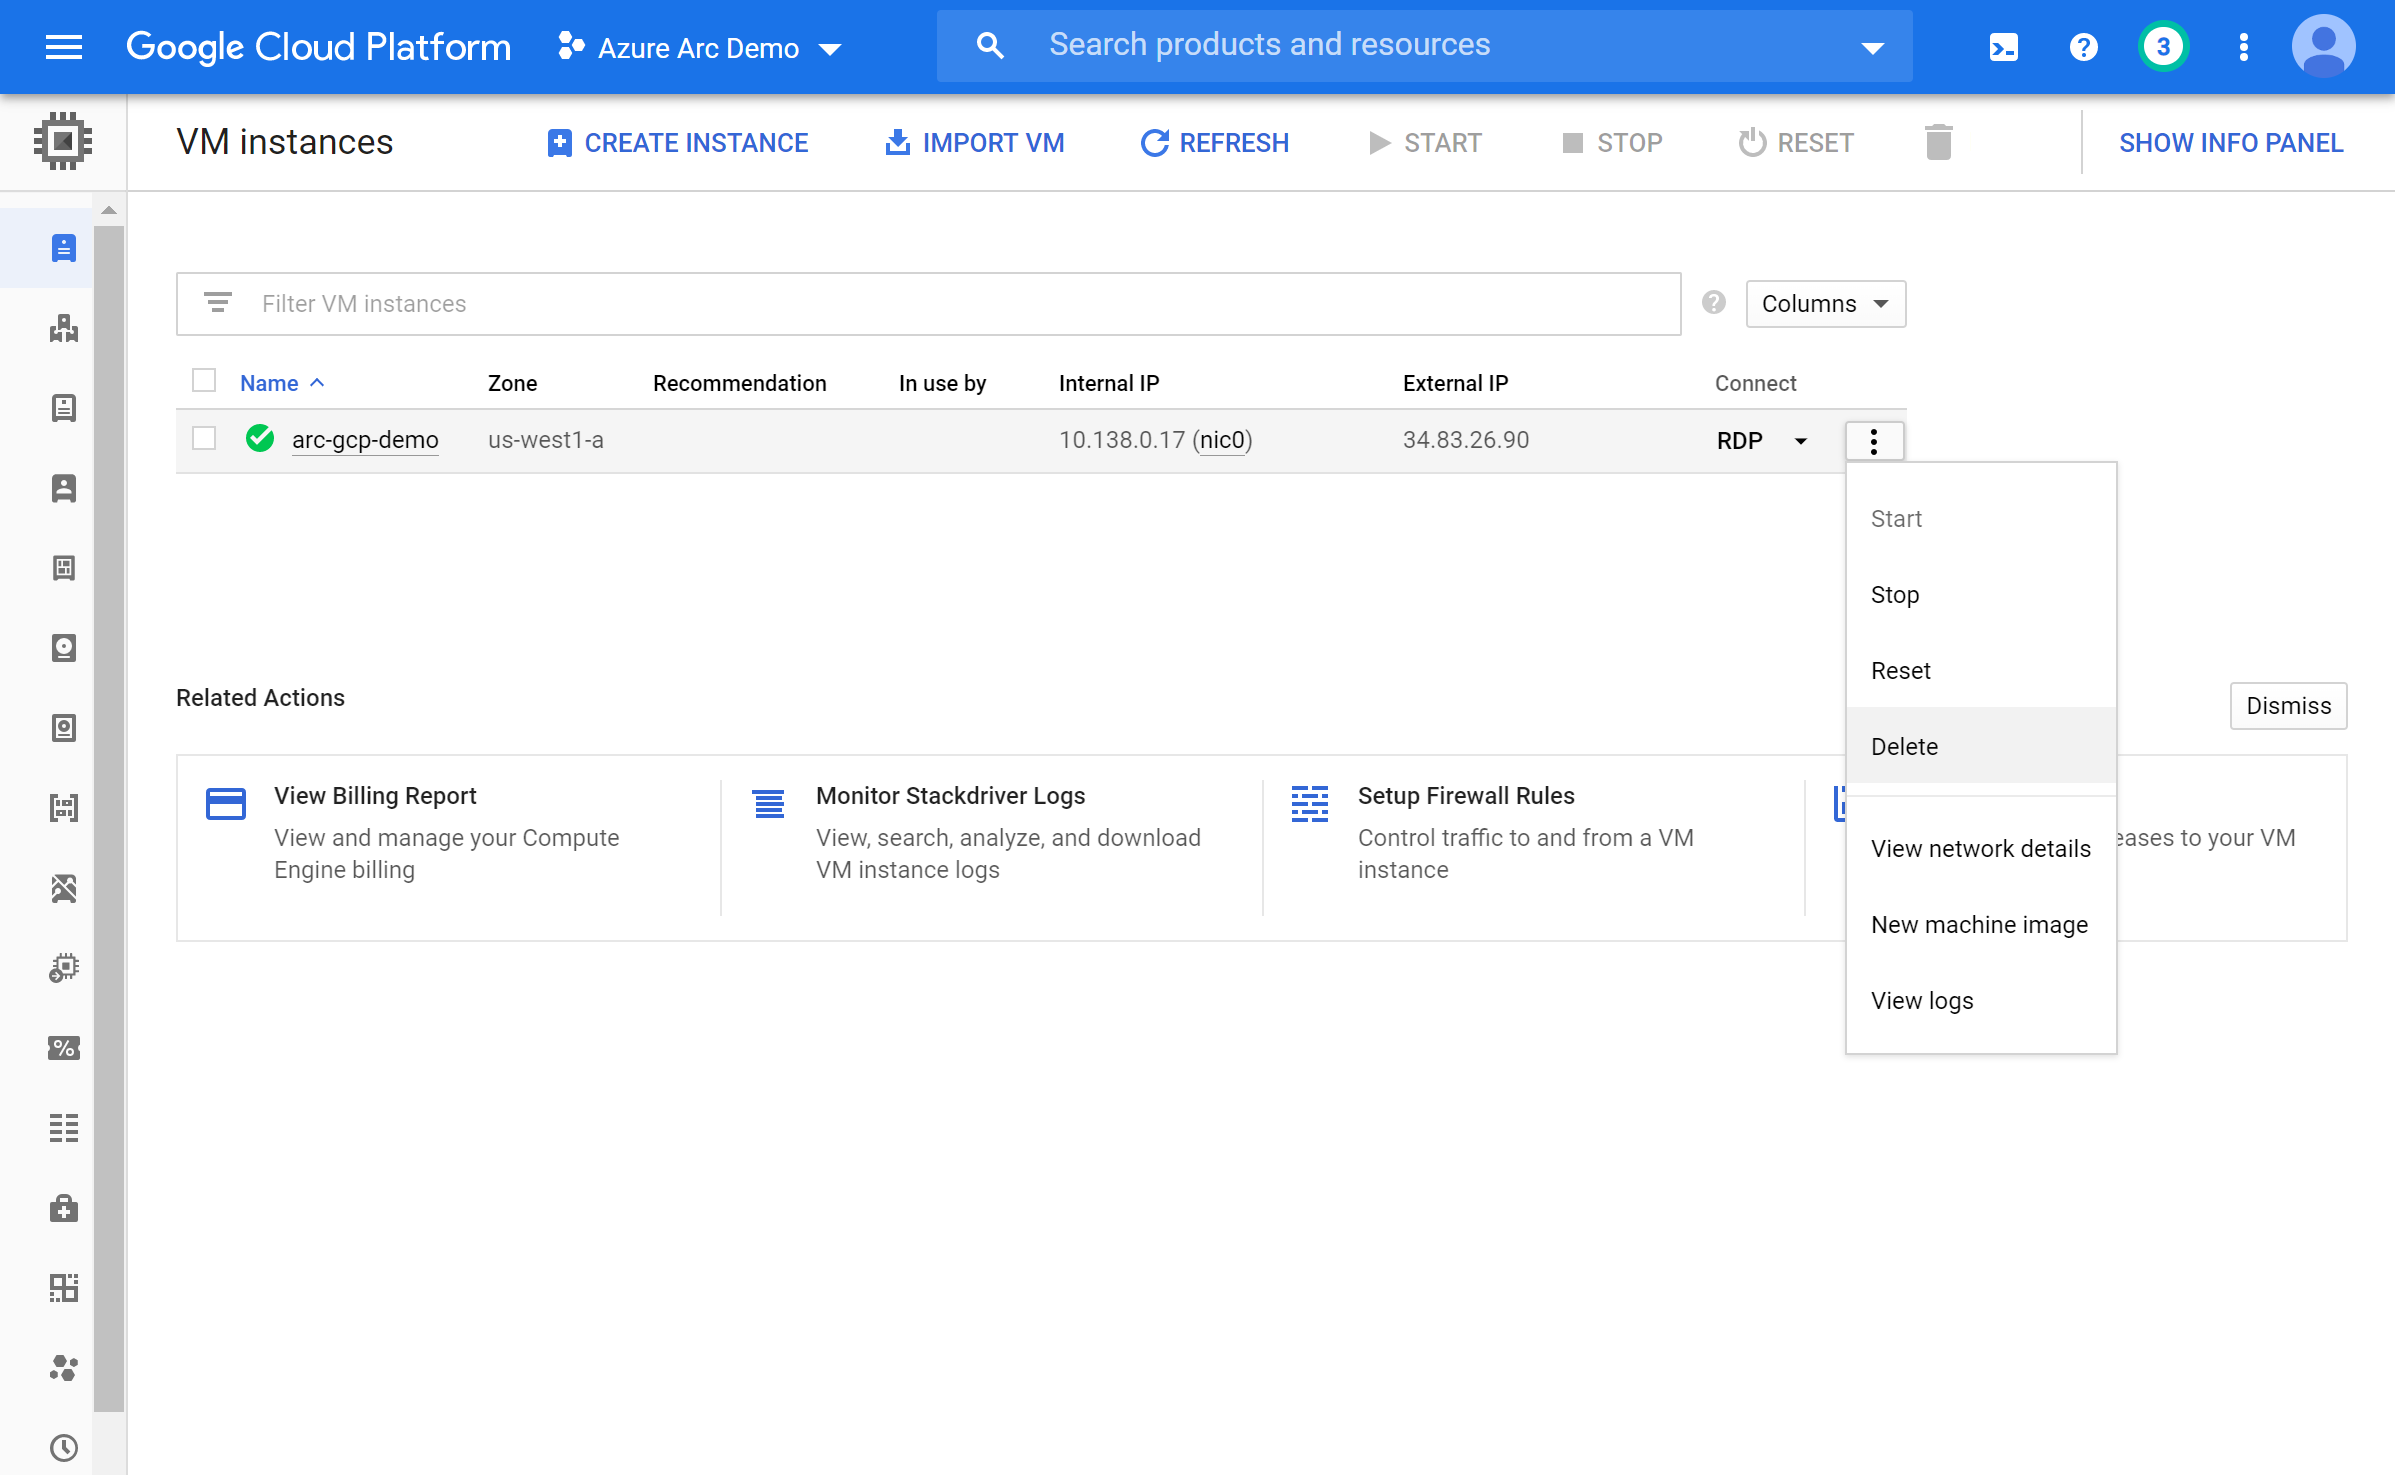 Google Cloud Platform
Azure Arc Demo
Search products and resources
3
VM instances
CREATE INSTANCE
IMPORT VM
REFRESH
START
STOP
RESET
SHOW INFO PANEL
Filter VM instances
Columns
Name Zone Recommendation In use by Internal IP External IP Connect
arc-gcp-demo us-west1-a 10.138.0.17 (nic0) 34.83.26.90 RDP
Start
Stop
Reset
Delete
View network details
New machine image
View logs
Related Actions
Dismiss
View Billing Report
View and manage your Compute
Engine billing
Monitor Stackdriver Logs
View, search, analyze, and download
VM instance logs
Setup Firewall Rules
Control traffic to and from a VM
instance
eases to your VM
%